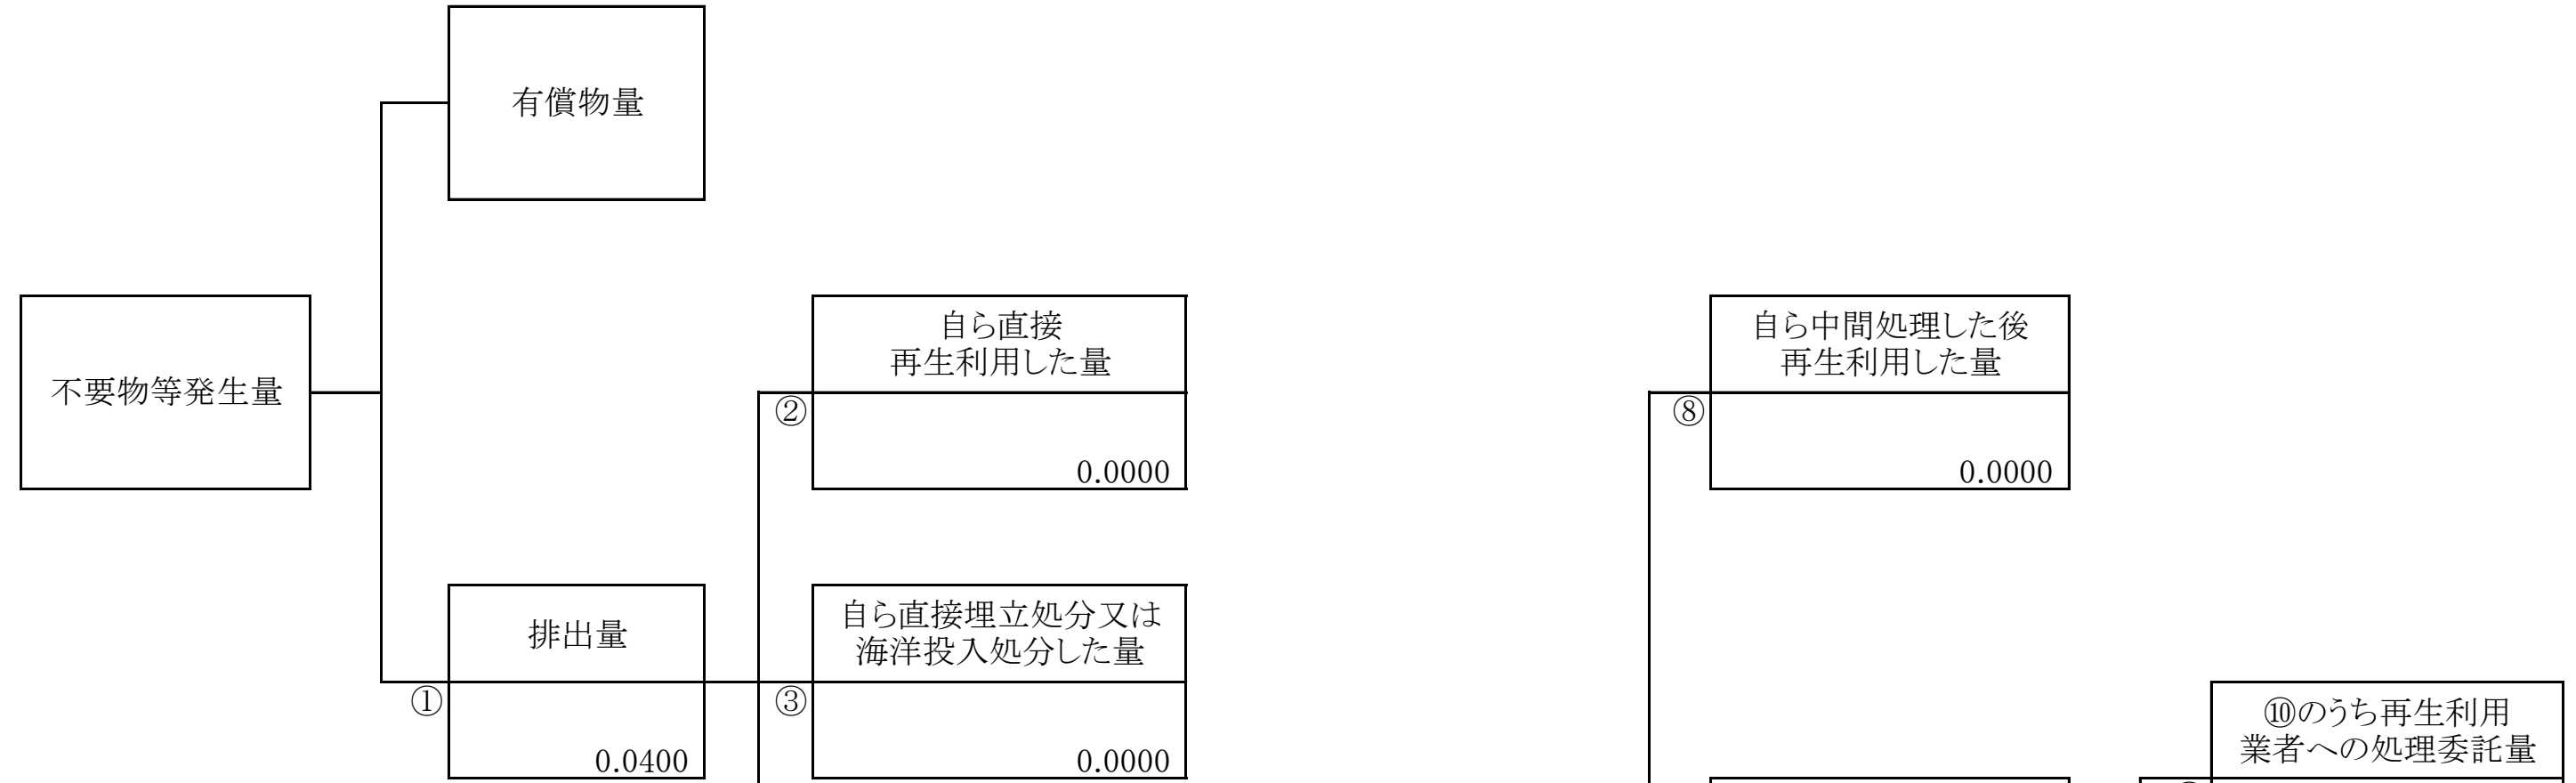 有償物量
不要物等発生量
自ら直接
再生利用した量
②
0.0000
自ら中間処理した後
再生利用した量
⑧
0.0000
排出量
①
0.0400
自ら直接埋立処分又は
海洋投入処分した量
③
0.0000
⑩のうち再生利用
業者への処理委託量